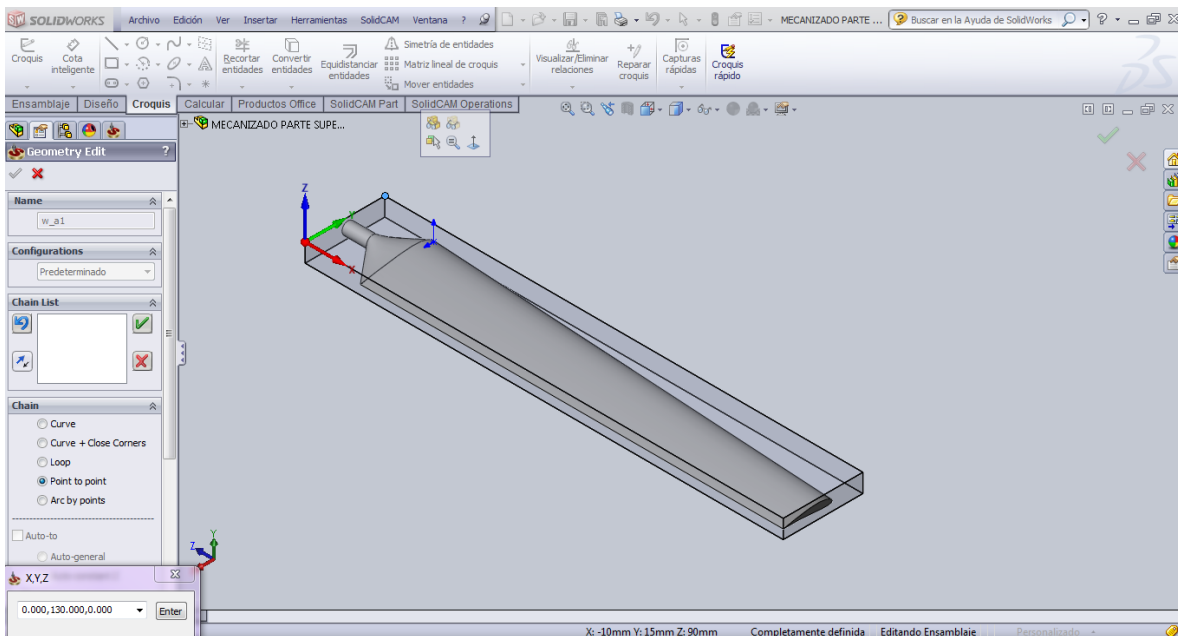 SOLIDWORKS Archivo Edición Ver Insertar Herramientas SolidCAM Ventana ? MECANIZADO PARTE ... Buscar en la Ayuda de SolidWorks
Croquis Cota inteligente Recortar entidades Convertir entidades Equidistanciar entidades Simetría de entidades Matriz lineal de croquis Mover entidades Visualizar/Eliminar relaciones Reparar croquis Capturas rápidas Croquis rápido
Ensamblaje Diseño Croquis Calcular Productos Office SolidCAM Part SolidCAM Operations
MECANIZADO PARTE SUPE...
Geometry Edit ?
Name
w_a1
Configurations
Predeterminado
Chain List
Chain
Curve
Curve + Close Corners
Loop
Point to point
Arc by points
Auto-to
Auto-general
X,Y,Z
0.000,130.000,0.000 Enter
Z
Y
X
Z Y
X: -10mm Y: 15mm Z: 90mm Completamente definida Editando Ensamblaje Personalizado